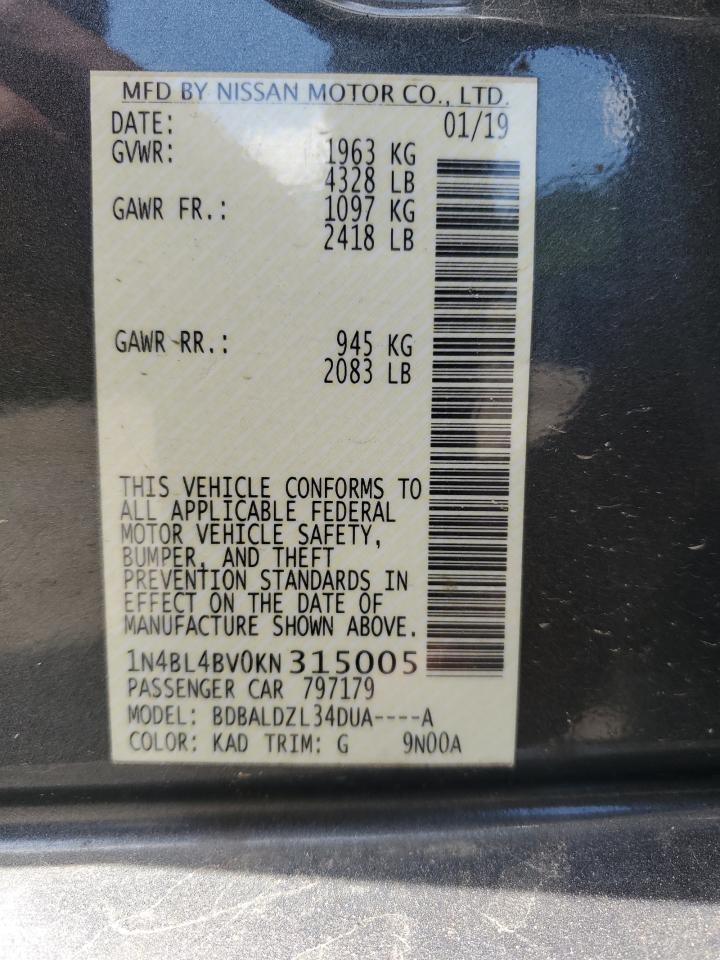 MFD BY NISSAN MOTOR CO., LTD.
DATE: 01/19
GVWR: 1963 KG
4328 LB
GAWR FR.: 1097 KG
2418 LB
GAWR RR.: 945 KG
2083 LB
THIS VEHICLE CONFORMS TO
ALL APPLICABLE FEDERAL
MOTOR VEHICLE SAFETY,
BUMPER, AND THEFT
PREVENTION STANDARDS IN
EFFECT ON THE DATE OF
MANUFACTURE SHOWN ABOVE.
1N4BL4BV0KN315005
PASSENGER CAR 797179
MODEL: BDBALDZL34DUA----A
COLOR: KAD TRIM: G 9N00A